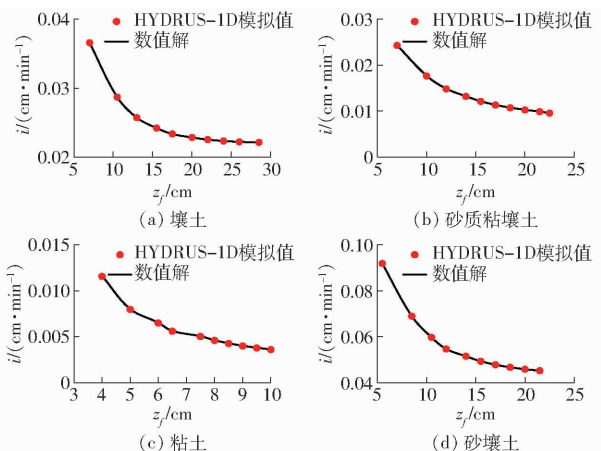 HYDRUS-1D模拟值
数值解
i/(cm·min⁻¹)
0.04
0.03
0.02
5 10 15 20 25 30
z_f/cm
(a) 壤土
HYDRUS-1D模拟值
数值解
i/(cm·min⁻¹)
0.03
0.02
0.01
0
5 10 15 20 25
z_f/cm
(b) 砂质粘壤土
HYDRUS-1D模拟值
数值解
i/(cm·min⁻¹)
0.015
0.010
0.005
0
3 4 5 6 7 8 9 10
z_f/cm
(c) 粘土
HYDRUS-1D模拟值
数值解
i/(cm·min⁻¹)
0.10
0.08
0.06
0.04
5 10 15 20 25
z_f/cm
(d) 砂壤土